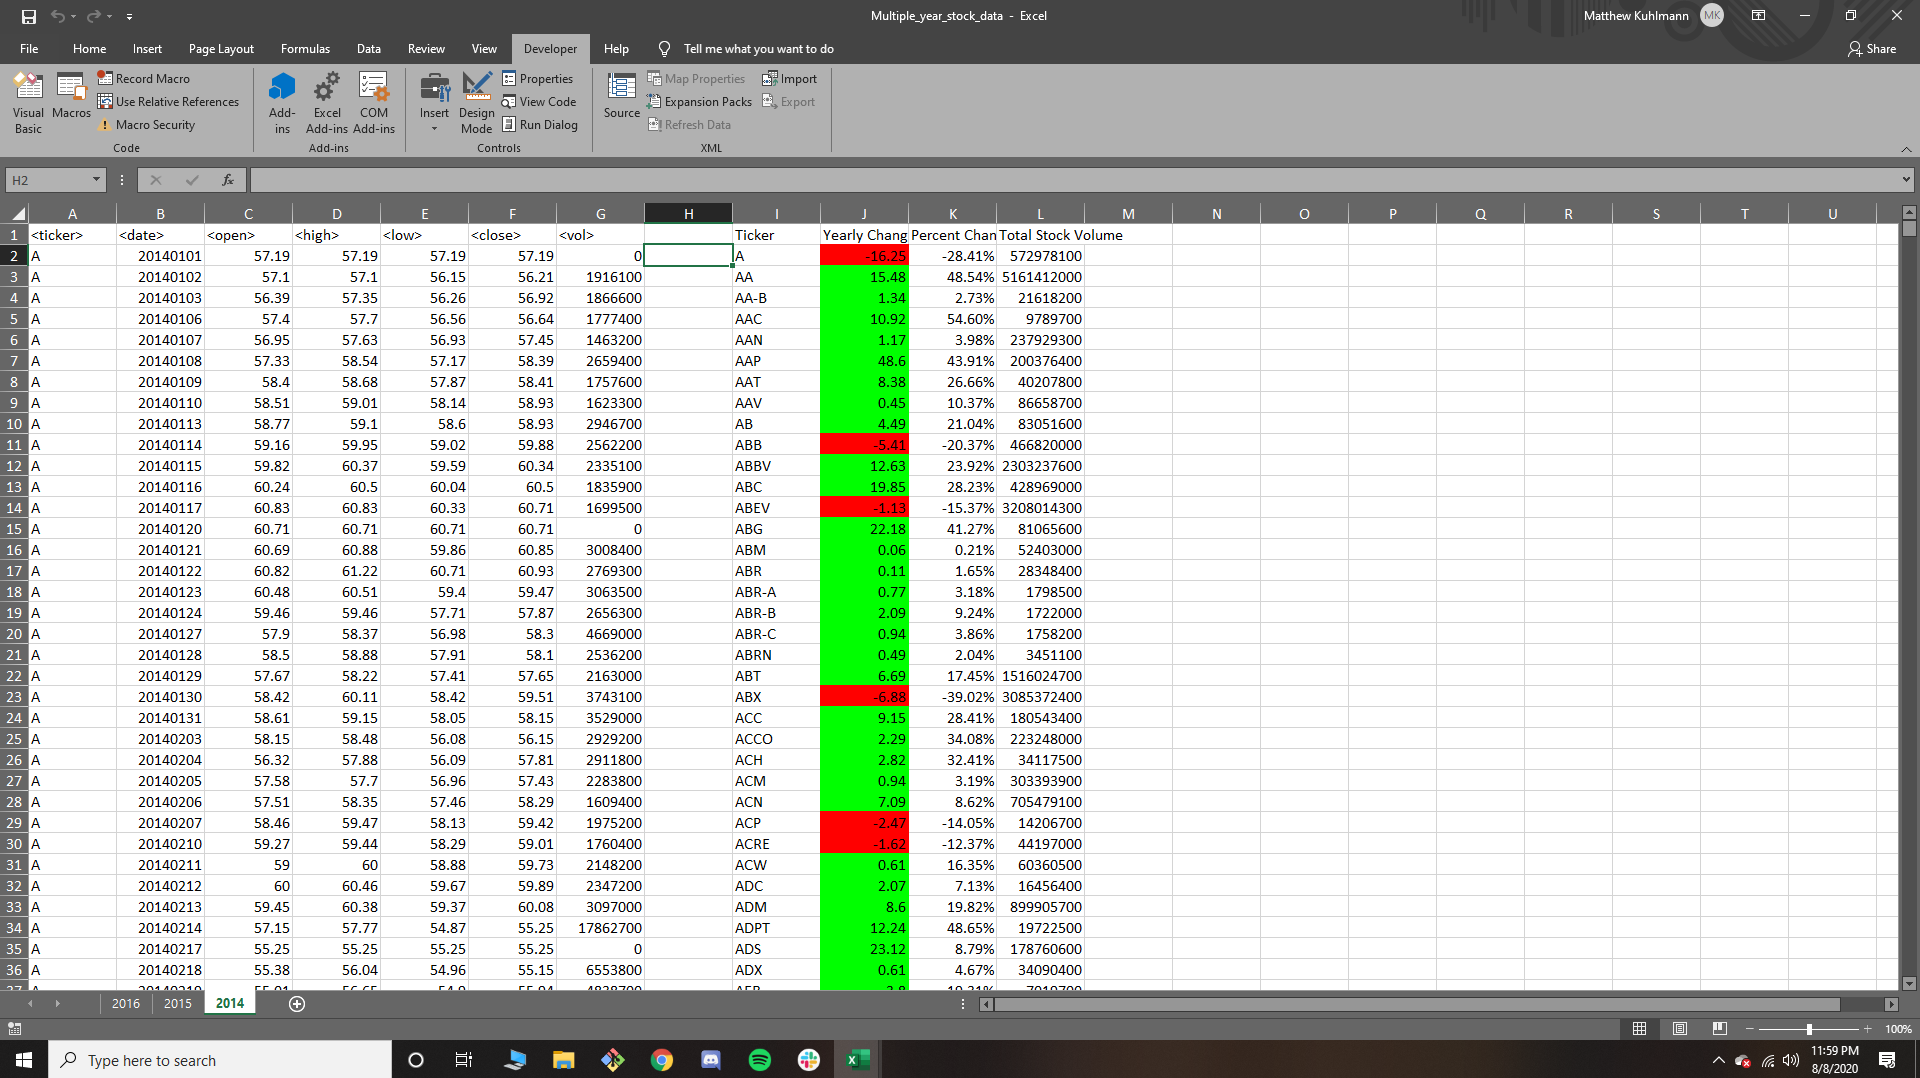 Multiple_year_stock_data - Excel
Matthew Kuhlmann MK
File Home Insert Page Layout Formulas Data Review View Developer Help Tell me what you want to do Share
Visual Basic
Macros
Record Macro
Use Relative References
Macro Security
Code
Add-ins
Excel Add-ins
COM Add-ins
Add-ins
Insert
Design Mode
Properties
View Code
Run Dialog
Controls
Source
Map Properties
Expansion Packs
Refresh Data
Import
Export
XML
H2 fx
A B C D E F G H I J K L M N O P Q R S T U
1 <ticker> <date> <open> <high> <low> <close> <vol> Ticker Yearly Chang Percent Chan Total Stock Volume
2 A 20140101 57.19 57.19 57.19 57.19 0 A -16.25 -28.41% 572978100
3 A 20140102 57.1 57.1 56.15 56.21 1916100 AA 15.48 48.54% 5161412000
4 A 20140103 56.39 57.35 56.26 56.92 1866600 AA-B 1.34 2.73% 21618200
5 A 20140106 57.4 57.7 56.56 56.64 1777400 AAC 10.92 54.60% 9789700
6 A 20140107 56.95 57.63 56.93 57.45 1463200 AAN 1.17 3.98% 237929300
7 A 20140108 57.33 58.54 57.17 58.39 2659400 AAP 48.6 43.91% 200376400
8 A 20140109 58.4 58.68 57.87 58.41 1757600 AAT 8.38 26.66% 40207800
9 A 20140110 58.51 59.01 58.14 58.93 1623300 AAV 0.45 10.37% 86658700
10 A 20140113 58.77 59.1 58.6 58.93 2946700 AB 4.49 21.04% 83051600
11 A 20140114 59.16 59.95 59.02 59.88 2562200 ABB -5.41 -20.37% 466820000
12 A 20140115 59.82 60.37 59.59 60.34 2335100 ABBV 12.63 23.92% 2303237600
13 A 20140116 60.24 60.5 60.04 60.5 1835900 ABC 19.85 28.23% 428969000
14 A 20140117 60.83 60.83 60.33 60.71 1699500 ABEV -1.13 -15.37% 3208014300
15 A 20140120 60.71 60.71 60.71 60.71 0 ABG 22.18 41.27% 81065600
16 A 20140121 60.69 60.88 59.86 60.85 3008400 ABM 0.06 0.21% 52403000
17 A 20140122 60.82 61.22 60.71 60.93 2769300 ABR 0.11 1.65% 28348400
18 A 20140123 60.48 60.51 59.4 59.47 3063500 ABR-A 0.77 3.18% 1798500
19 A 20140124 59.46 59.46 57.71 57.87 2656300 ABR-B 2.09 9.24% 1722000
20 A 20140127 57.9 58.37 56.98 58.3 4669000 ABR-C 0.94 3.86% 1758200
21 A 20140128 58.5 58.88 57.91 58.1 2536200 ABRN 0.49 2.04% 3451100
22 A 20140129 57.67 58.22 57.41 57.65 2163000 ABT 6.69 17.45% 1516024700
23 A 20140130 58.42 60.11 58.42 59.51 3743100 ABX -6.88 -39.02% 3085372400
24 A 20140131 58.61 59.15 58.05 58.15 3529000 ACC 9.15 28.41% 180543400
25 A 20140203 58.15 58.48 56.08 56.15 2929200 ACCO 2.29 34.08% 223248000
26 A 20140204 56.32 57.88 56.09 57.81 2911800 ACH 2.82 32.41% 34117500
27 A 20140205 57.58 57.7 56.96 57.43 2283800 ACM 0.94 3.19% 303393900
28 A 20140206 57.51 58.35 57.46 58.29 1609400 ACN 7.09 8.62% 705479100
29 A 20140207 58.46 59.47 58.13 59.42 1975200 ACP -2.47 -14.05% 14206700
30 A 20140210 59.27 59.44 58.29 59.01 1760400 ACRE -1.62 -12.37% 44197000
31 A 20140211 59 60 58.88 59.73 2148200 ACW 0.61 16.35% 60360500
32 A 20140212 60 60.46 59.67 59.89 2347200 ADC 2.07 7.13% 16456400
33 A 20140213 59.45 60.38 59.37 60.08 3097000 ADM 8.6 19.82% 899905700
34 A 20140214 57.15 57.77 54.87 55.25 17862700 ADPT 12.24 48.65% 19722500
35 A 20140217 55.25 55.25 55.25 55.25 0 ADS 23.12 8.79% 178760600
36 A 20140218 55.38 56.04 54.96 55.15 6553800 ADX 0.61 4.67% 34090400
2016 2015 2014
100%
Type here to search
11:59 PM
8/8/2020